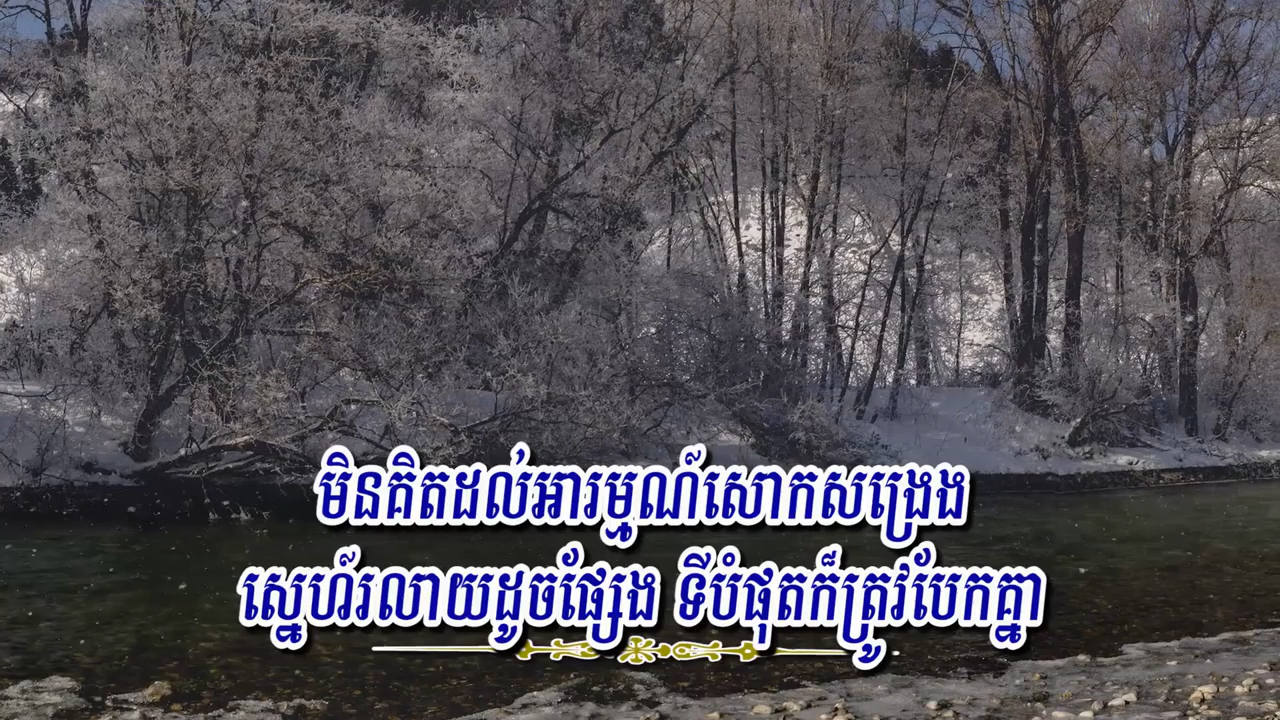 មិនគិតដល់អារម្មណ៍សោកសង្រេង
ស្នេហ៍រលាយដូចផ្សែង ទីបំផុតក៏ត្រូវបែកគ្នា